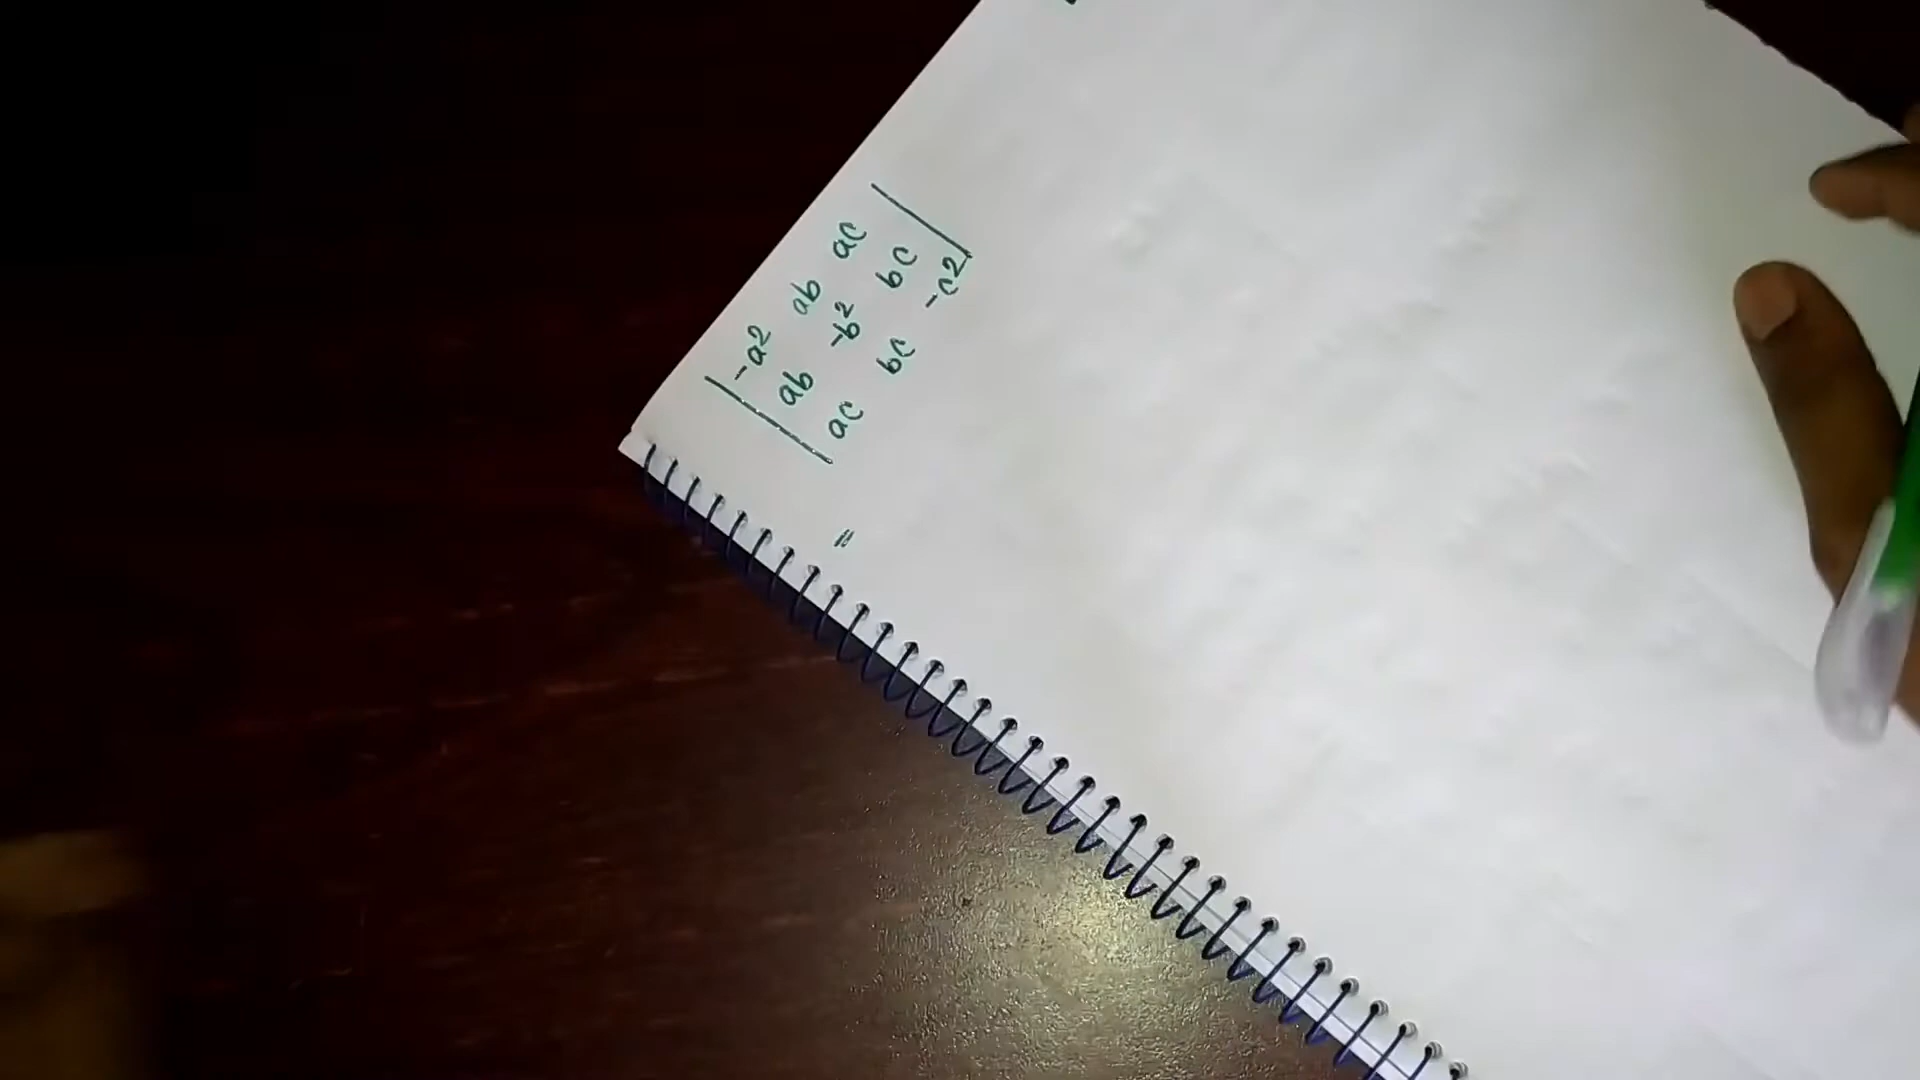 | -a2 ab ac |
| ab -b2 bc |
| ac bc -c2 |
=